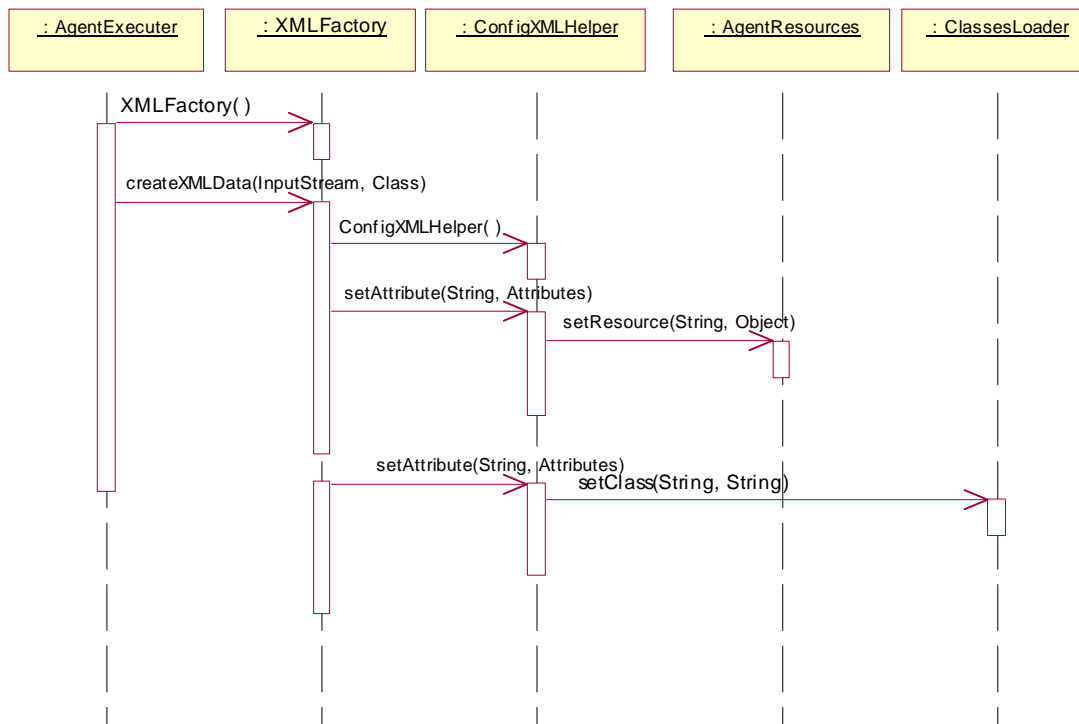 : AgentExecuter
: XMLFactory
: ConfigXMLHelper
: AgentResources
: ClassesLoader
XMLFactory( )
createXMLData(InputStream, Class)
ConfigXMLHelper( )
setAttribute(String, Attributes)
setResource(String, Object)
setAttribute(String, Attributes)
setClass(String, String)